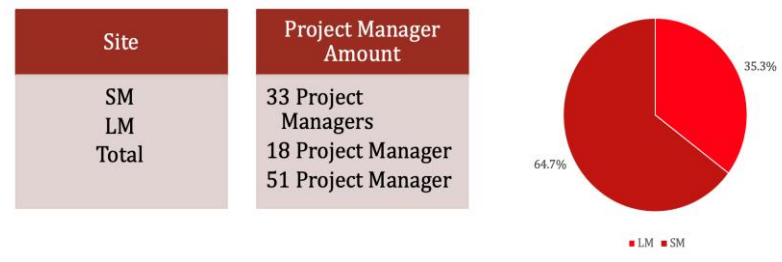 Site
SM
LM
Total
Project Manager
Amount
33 Project
Managers
18 Project Manager
51 Project Manager
35.3%
64.7%
LM SM